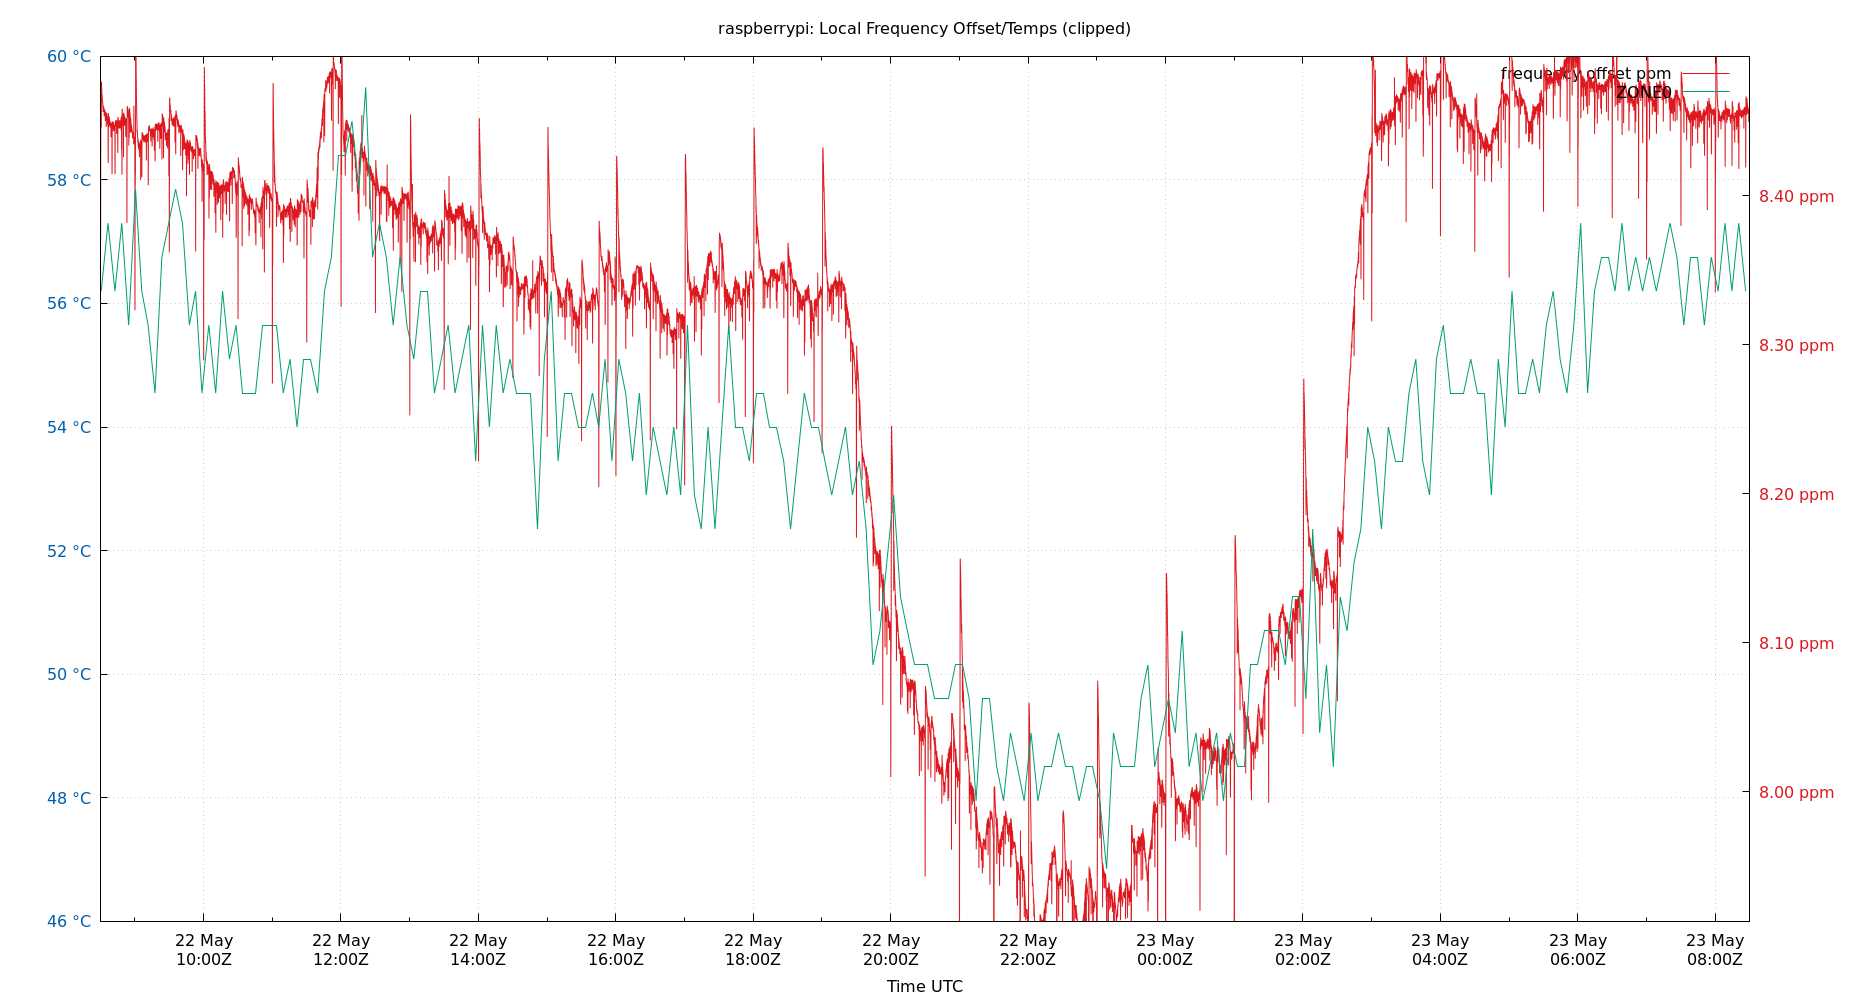 raspberrypi: Local Frequency Offset/Temps (clipped)
60 °C
58 °C
56 °C
54 °C
52 °C
50 °C
48 °C
46 °C
frequency offset ppm
ZONE0
8.40 ppm
8.30 ppm
8.20 ppm
8.10 ppm
8.00 ppm
22 May 22 May 22 May 22 May 22 May 22 May 22 May 23 May 23 May 23 May 23 May 23 May
10:00Z 12:00Z 14:00Z 16:00Z 18:00Z 20:00Z 22:00Z 00:00Z 02:00Z 04:00Z 06:00Z 08:00Z
Time UTC